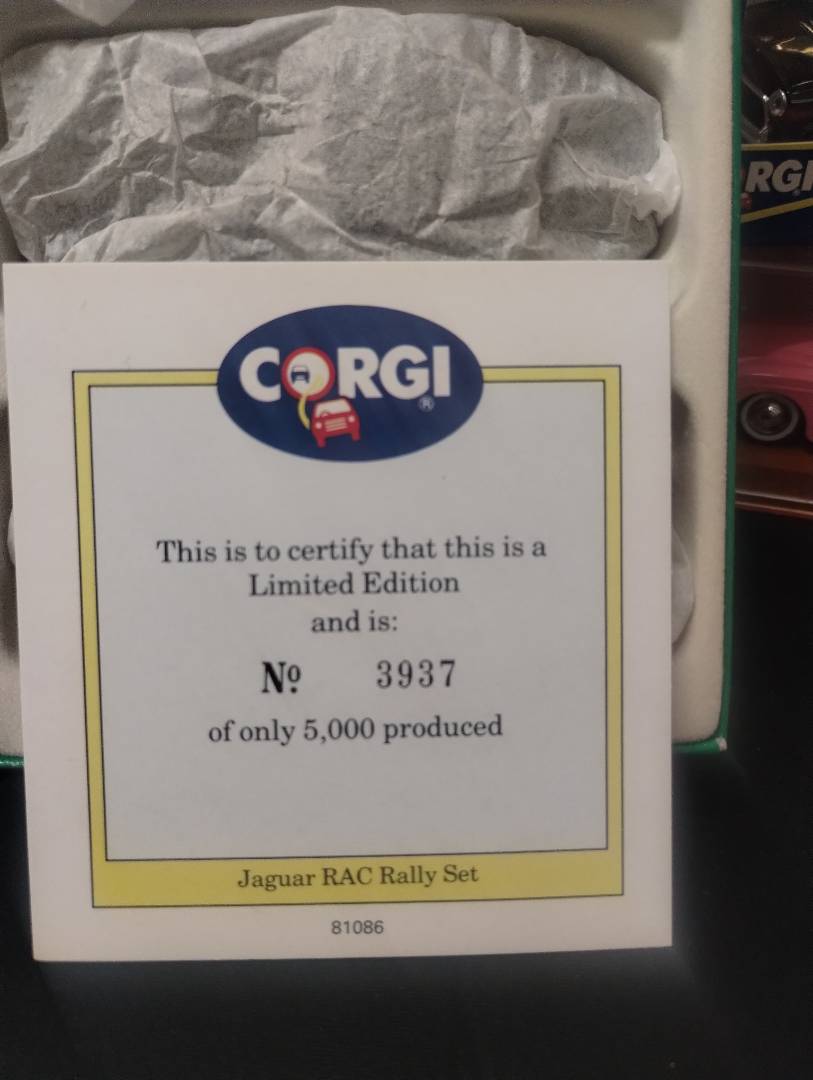 RGI
CORGI
®
This is to certify that this is a
Limited Edition
and is:
Nº 3937
of only 5,000 produced
Jaguar RAC Rally Set
81086